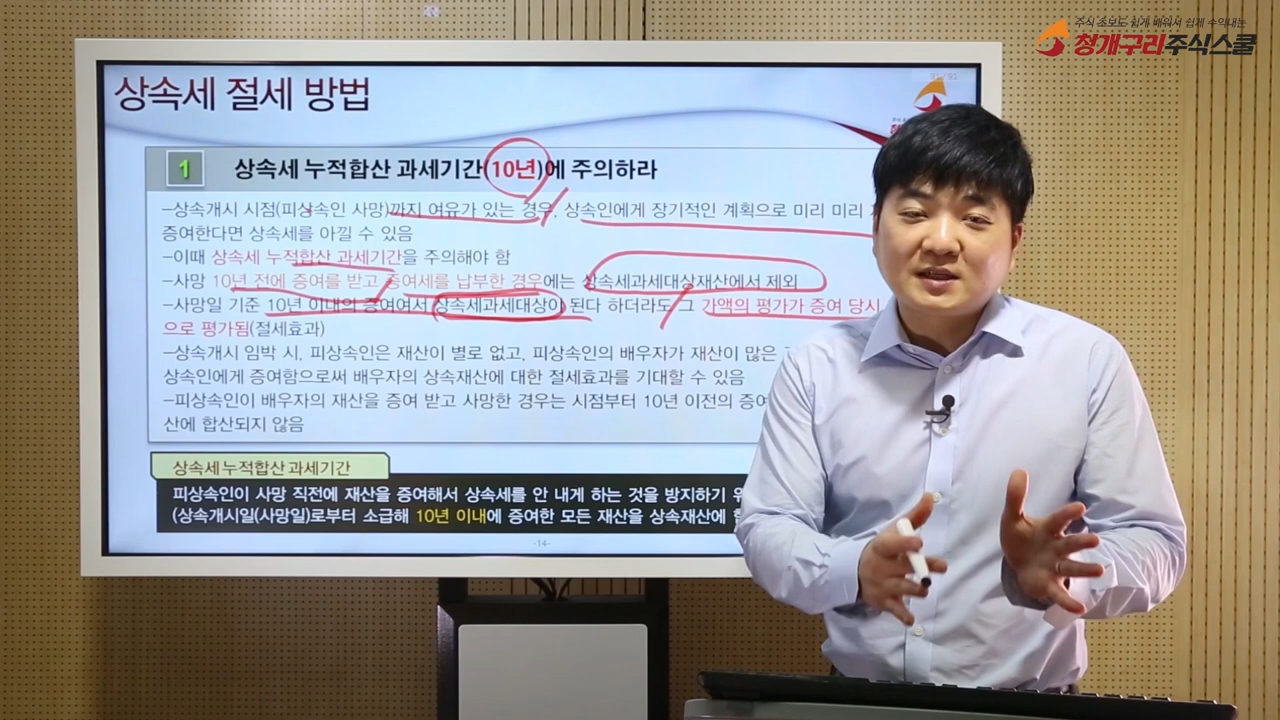 주식 초보도 쉽게 배워서 쉽게 수익내는
청개구리주식스쿨
상속세 절세 방법
91 / 91
1 상속세 누적합산 과세기간(10년)에 주의하라
–상속개시 시점(피상속인 사망)까지 여유가 있는 경우, 상속인에게 장기적인 계획으로 미리 미리
증여한다면 상속세를 아낄 수 있음
–이때 상속세 누적합산 과세기간을 주의해야 함
–사망 10년 전에 증여를 받고 증여세를 납부한 경우에는 상속세과세대상재산에서 제외
–사망일 기준 10년 이내의 증여여서 상속세과세대상이 된다 하더라도 그 가액의 평가가 증여 당시
으로 평가됨(절세효과)
–상속개시 임박 시, 피상속인은 재산이 별로 없고, 피상속인의 배우자가 재산이 많은
상속인에게 증여함으로써 배우자의 상속재산에 대한 절세효과를 기대할 수 있음
–피상속인이 배우자의 재산을 증여 받고 사망한 경우는 시점부터 10년 이전의 증여
산에 합산되지 않음
상속세 누적합산 과세기간
피상속인이 사망 직전에 재산을 증여해서 상속세를 안 내게 하는 것을 방지하기
(상속개시일(사망일)로부터 소급해 10년 이내에 증여한 모든 재산을 상속재산에
-14-